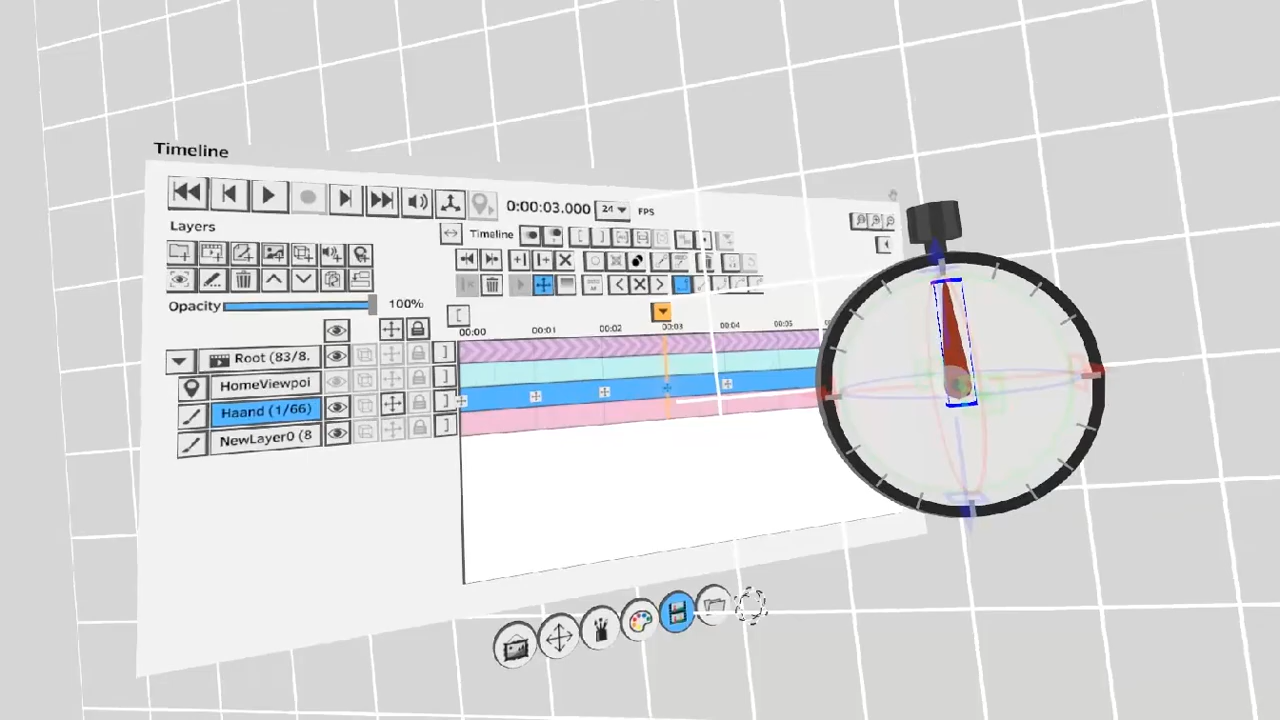 Timeline
0:00:03.000 24 FPS
Layers
Timeline
Opacity 100%
00:00 00:01 00:02 00:03 00:04 00:05
Root (83/8.
HomeViewpoi
Haand (1/66)
NewLayer0 (8